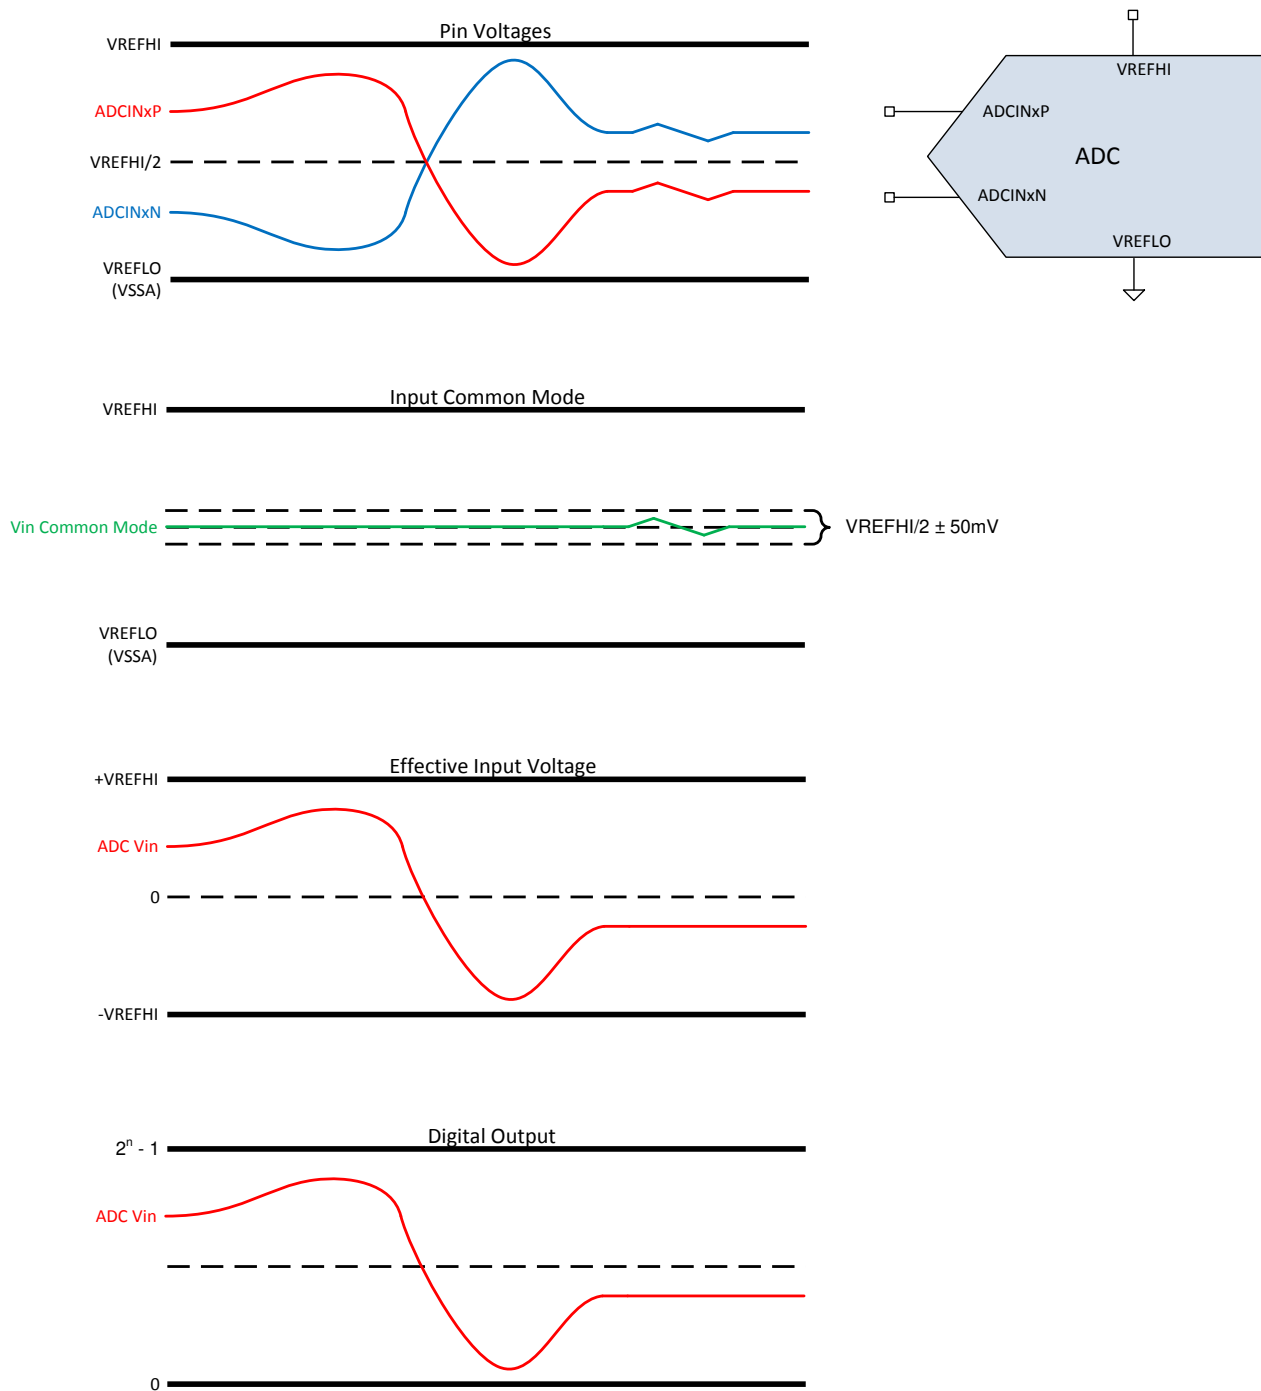 Pin Voltages
VREFHI
ADCINxP
VREFHI/2
ADCINxN
VREFLO
(VSSA)
VREFHI
ADCINxP
ADC
ADCINxN
VREFLO
Input Common Mode
VREFHI
Vin Common Mode
VREFHI/2 ± 50mV
VREFLO
(VSSA)
Effective Input Voltage
+VREFHI
ADC Vin
0
-VREFHI
Digital Output
2ⁿ - 1
ADC Vin
0